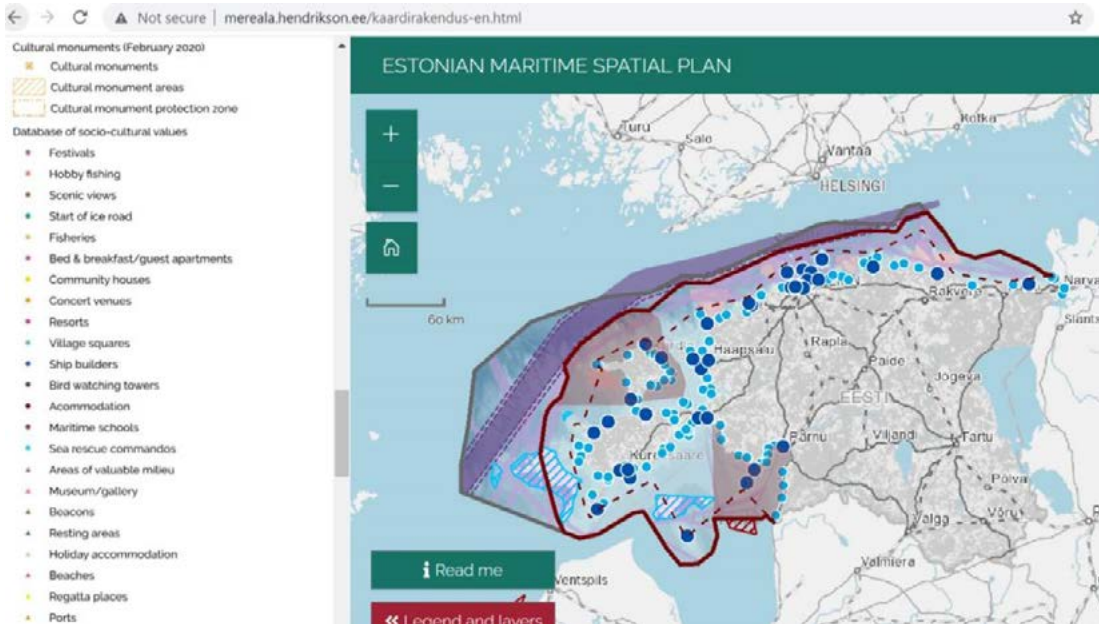 Not secure | mereala.hendrikson.ee/kaardirakendus-en.html
Cultural monuments (February 2020)
Cultural monuments
Cultural monument areas
Cultural monument protection zone
Database of socio-cultural values
Festivals
Hobby fishing
Scenic views
Start of ice road
Fisheries
Bed & breakfast/guest apartments
Community houses
Concert venues
Resorts
Village squares
Ship builders
Bird watching towers
Acommodation
Maritime schools
Sea rescue commandos
Areas of valuable milieu
Museum/gallery
Beacons
Resting areas
Holiday accommodation
Beaches
Regatta places
Ports
ESTONIAN MARITIME SPATIAL PLAN
+
−
60 km
Turu
Salo
Kotka
Vantaa
HELSINGI
Narva
Rakvere
Slants
Haapsalu
Rapla
Paide
Jogeva
EESTI
Pärnu
Viljandi
Tartu
Kuressaare
Põlva
Valga
Võru
Valmiera
Ventspils
i Read me
« Legend and layers